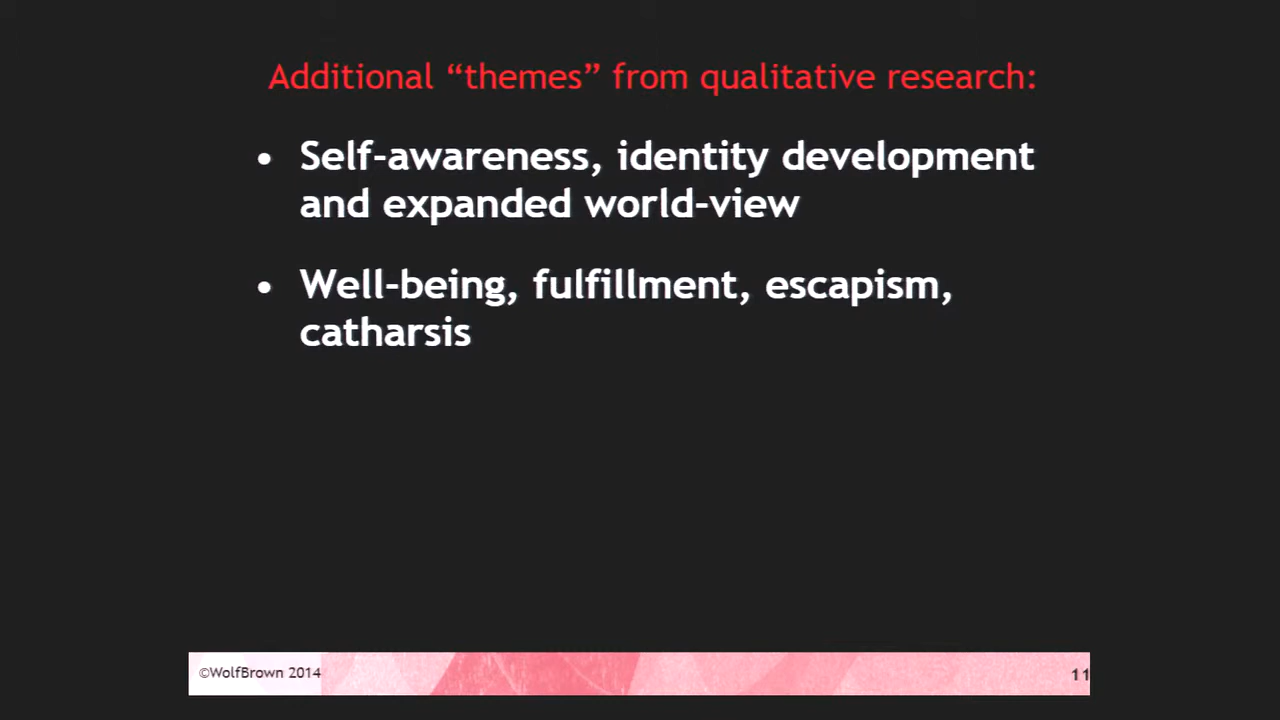 Additional “themes” from qualitative research:
• Self-awareness, identity development
and expanded world-view
• Well-being, fulfillment, escapism,
catharsis
©WolfBrown 2014
11